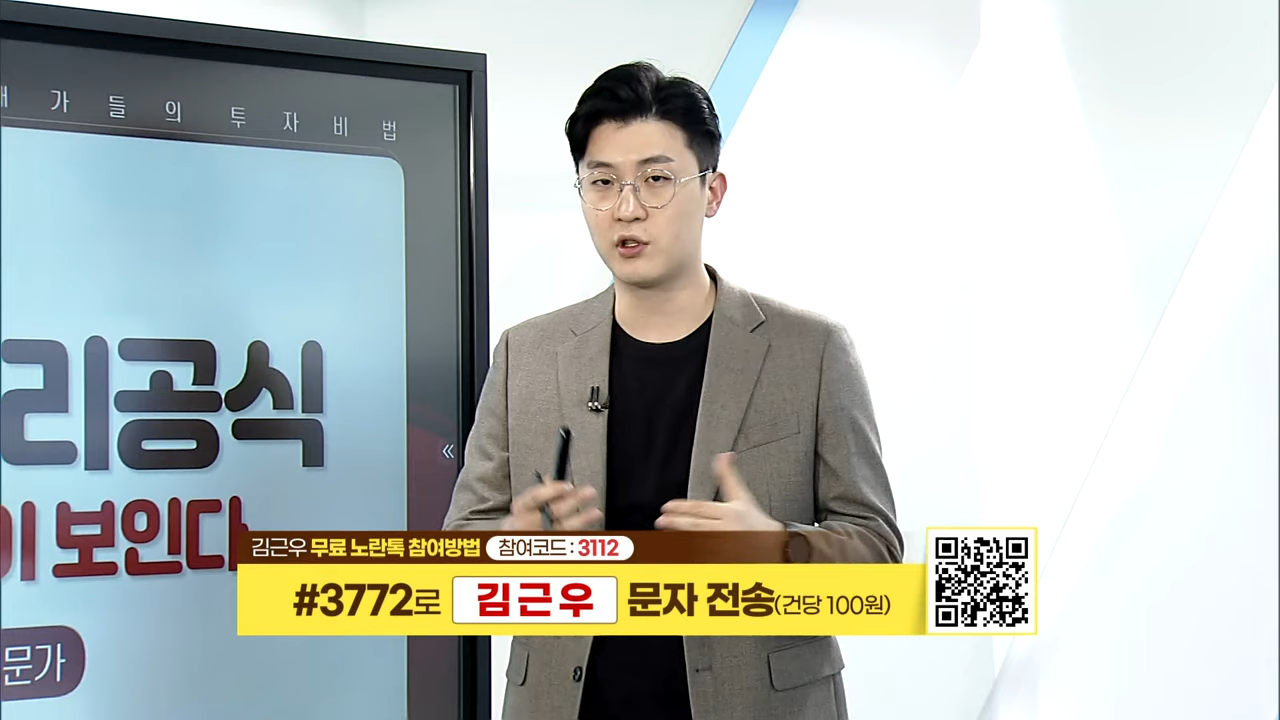 가들의 투자비법
리공식
이 보인다
문가
«
김근우 무료 노란톡 참여방법 참여코드 : 3112
#3772로 김근우 문자 전송(건당 100원)